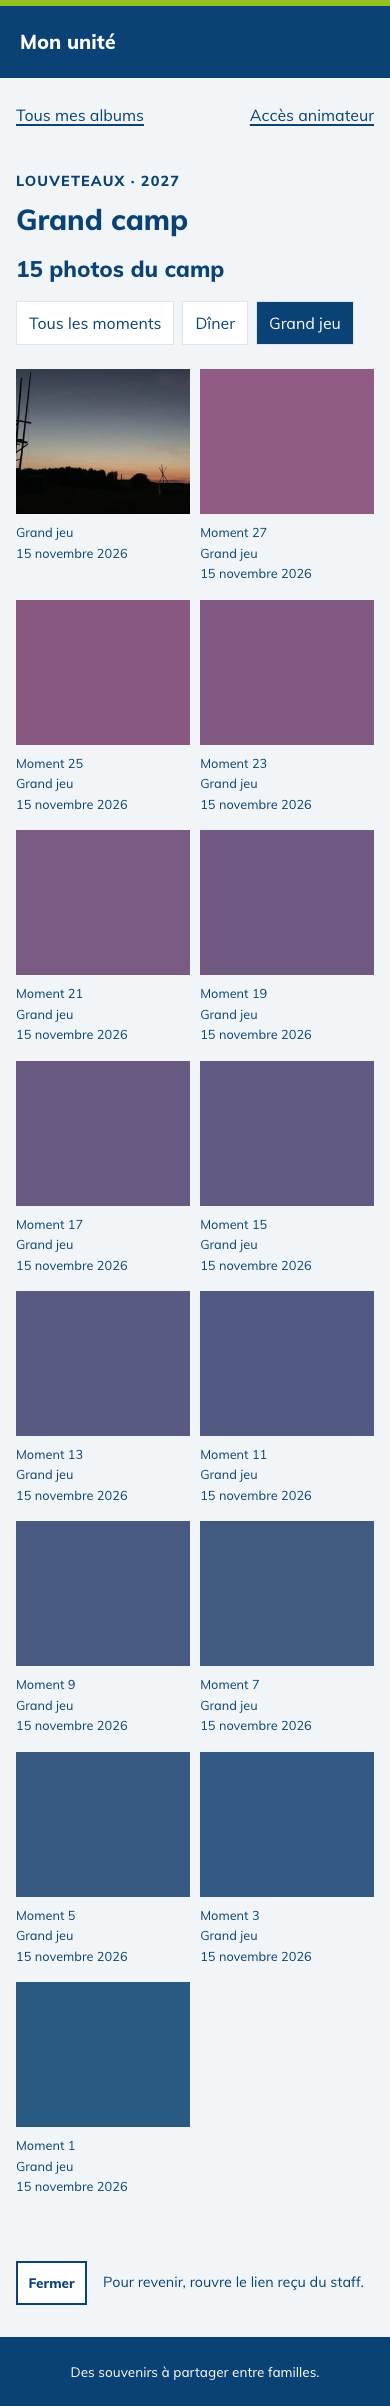 Mon unité
Tous mes albums
Accès animateur
LOUVETEAUX · 2027
Grand camp
15 photos du camp
Tous les moments
Dîner
Grand jeu
Grand jeu
15 novembre 2026
Moment 27
Grand jeu
15 novembre 2026
Moment 25
Grand jeu
15 novembre 2026
Moment 23
Grand jeu
15 novembre 2026
Moment 21
Grand jeu
15 novembre 2026
Moment 19
Grand jeu
15 novembre 2026
Moment 17
Grand jeu
15 novembre 2026
Moment 15
Grand jeu
15 novembre 2026
Moment 13
Grand jeu
15 novembre 2026
Moment 11
Grand jeu
15 novembre 2026
Moment 9
Grand jeu
15 novembre 2026
Moment 7
Grand jeu
15 novembre 2026
Moment 5
Grand jeu
15 novembre 2026
Moment 3
Grand jeu
15 novembre 2026
Moment 1
Grand jeu
15 novembre 2026
Fermer
Pour revenir, rouvre le lien reçu du staff.
Des souvenirs à partager entre familles.